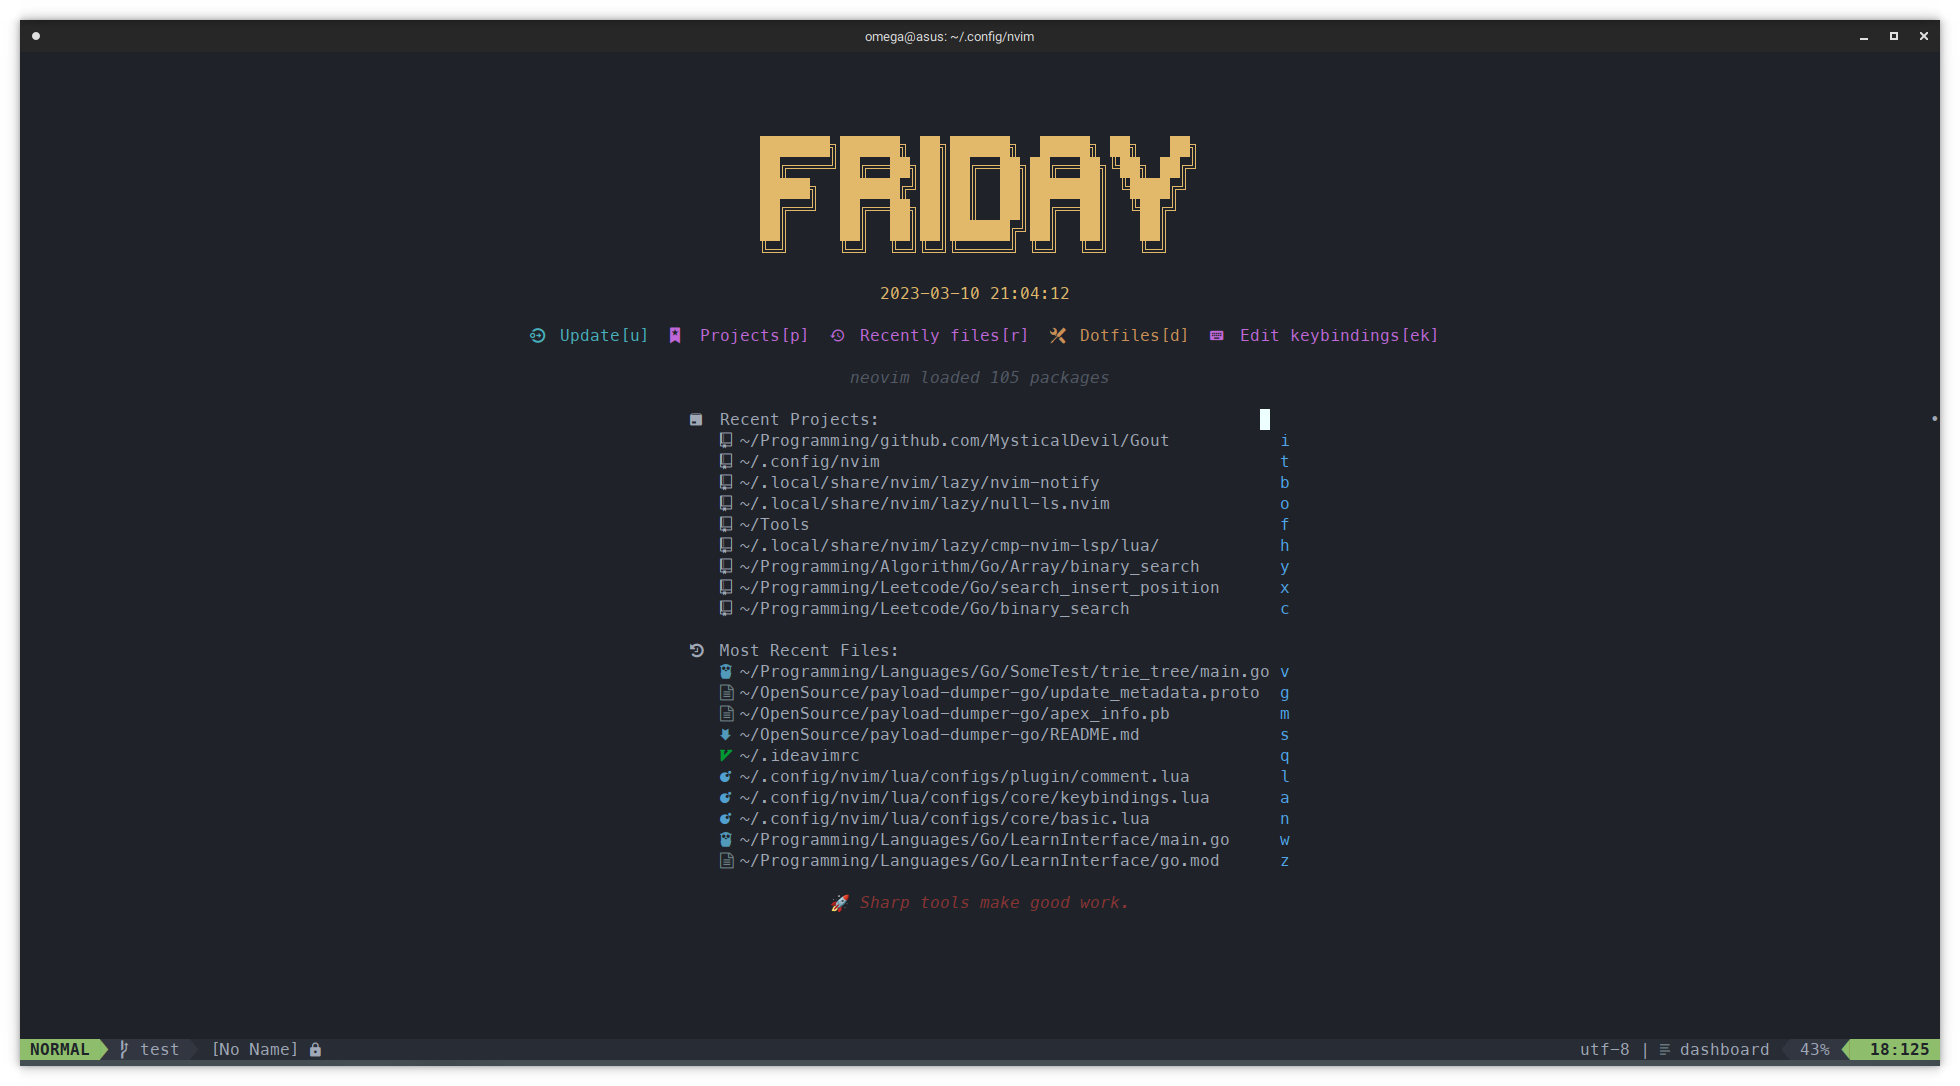 omega@asus: ~/.config/nvim
FRIDAY
2023-03-10 21:04:12
Update[u] Projects[p] Recently files[r] Dotfiles[d] Edit keybindings[ek]
neovim loaded 105 packages
Recent Projects:
~/Programming/github.com/MysticalDevil/Gout i
~/.config/nvim t
~/.local/share/nvim/lazy/nvim-notify b
~/.local/share/nvim/lazy/null-ls.nvim o
~/Tools f
~/.local/share/nvim/lazy/cmp-nvim-lsp/lua/ h
~/Programming/Algorithm/Go/Array/binary_search y
~/Programming/Leetcode/Go/search_insert_position x
~/Programming/Leetcode/Go/binary_search c
Most Recent Files:
~/Programming/Languages/Go/SomeTest/trie_tree/main.go v
~/OpenSource/payload-dumper-go/update_metadata.proto g
~/OpenSource/payload-dumper-go/apex_info.pb m
~/OpenSource/payload-dumper-go/README.md s
~/.ideavimrc q
~/.config/nvim/lua/configs/plugin/comment.lua l
~/.config/nvim/lua/configs/core/keybindings.lua a
~/.config/nvim/lua/configs/core/basic.lua n
~/Programming/Languages/Go/LearnInterface/main.go w
~/Programming/Languages/Go/LearnInterface/go.mod z
🚀 Sharp tools make good work.
NORMAL test [No Name] utf-8 | dashboard 43% 18:125